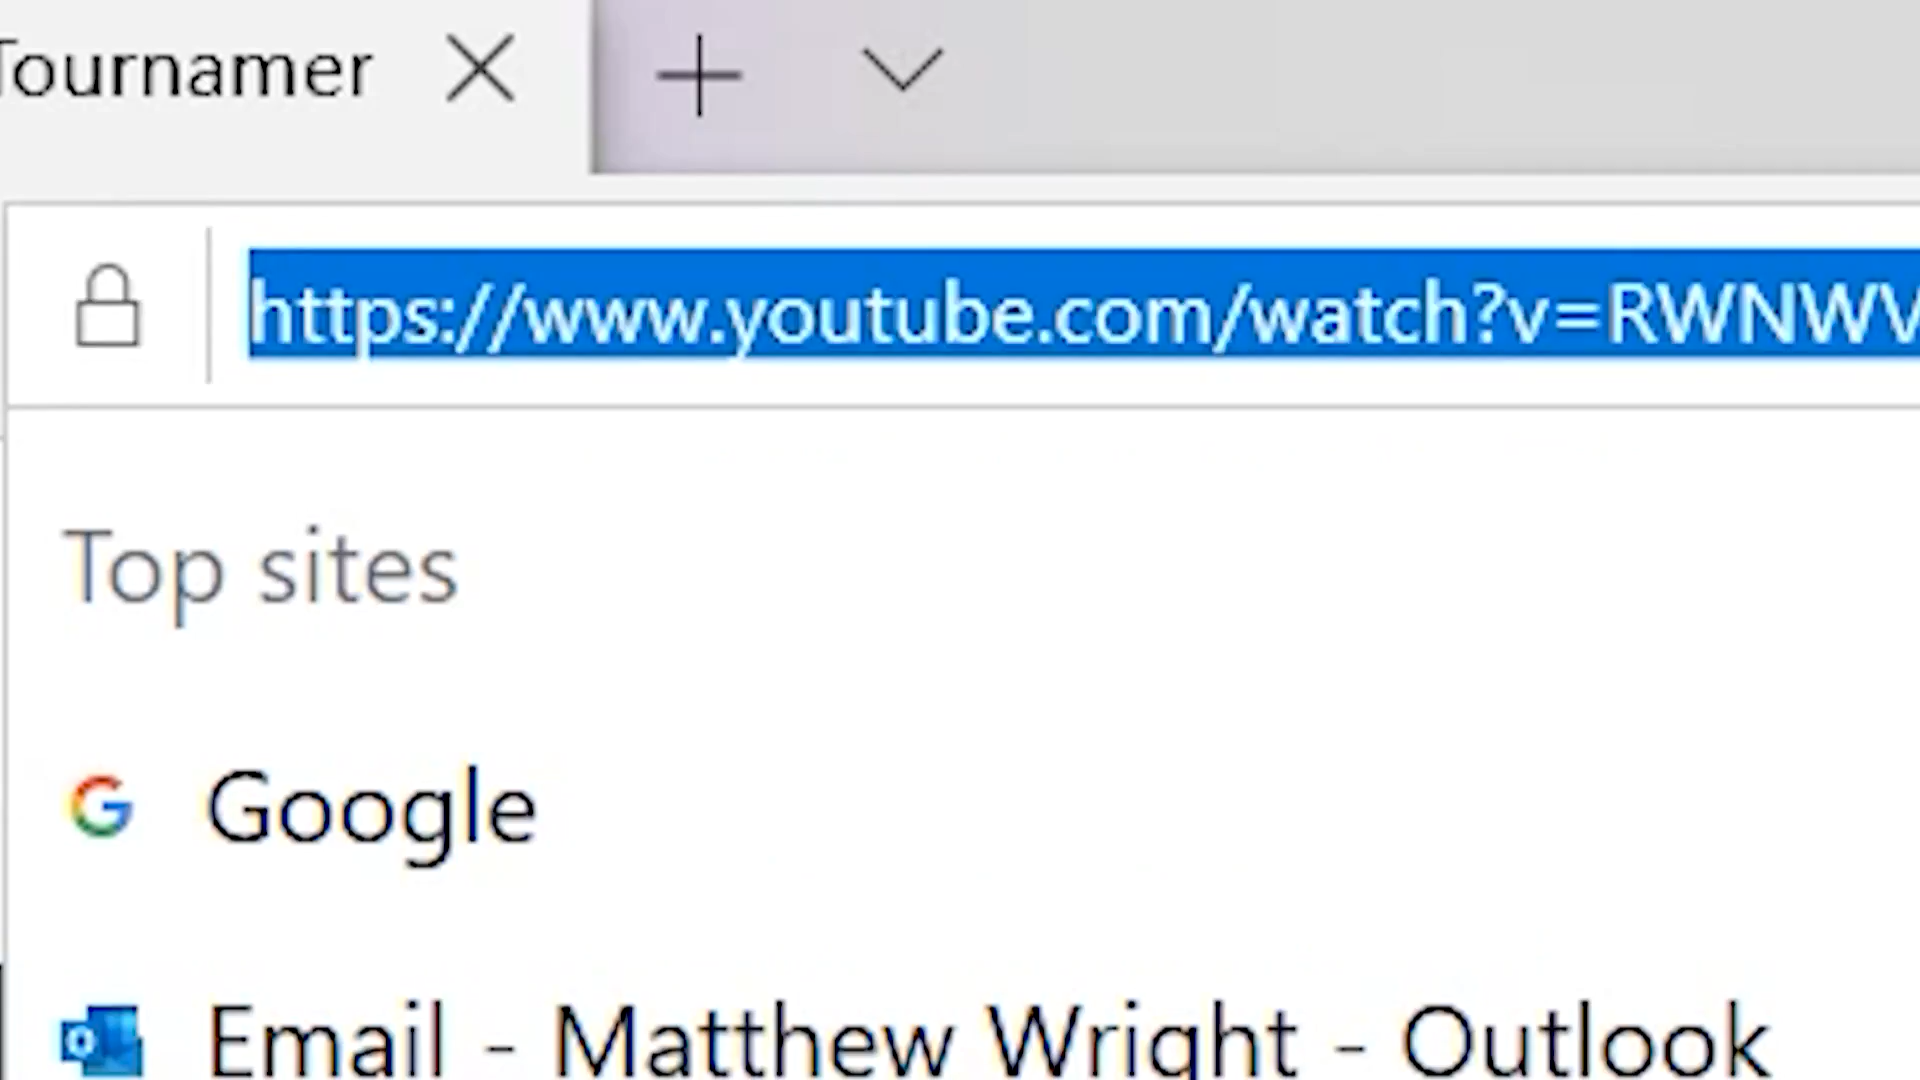 Tournamer
https://www.youtube.com/watch?v=RWNWV
Top sites
Google
Email - Matthew Wright - Outlook